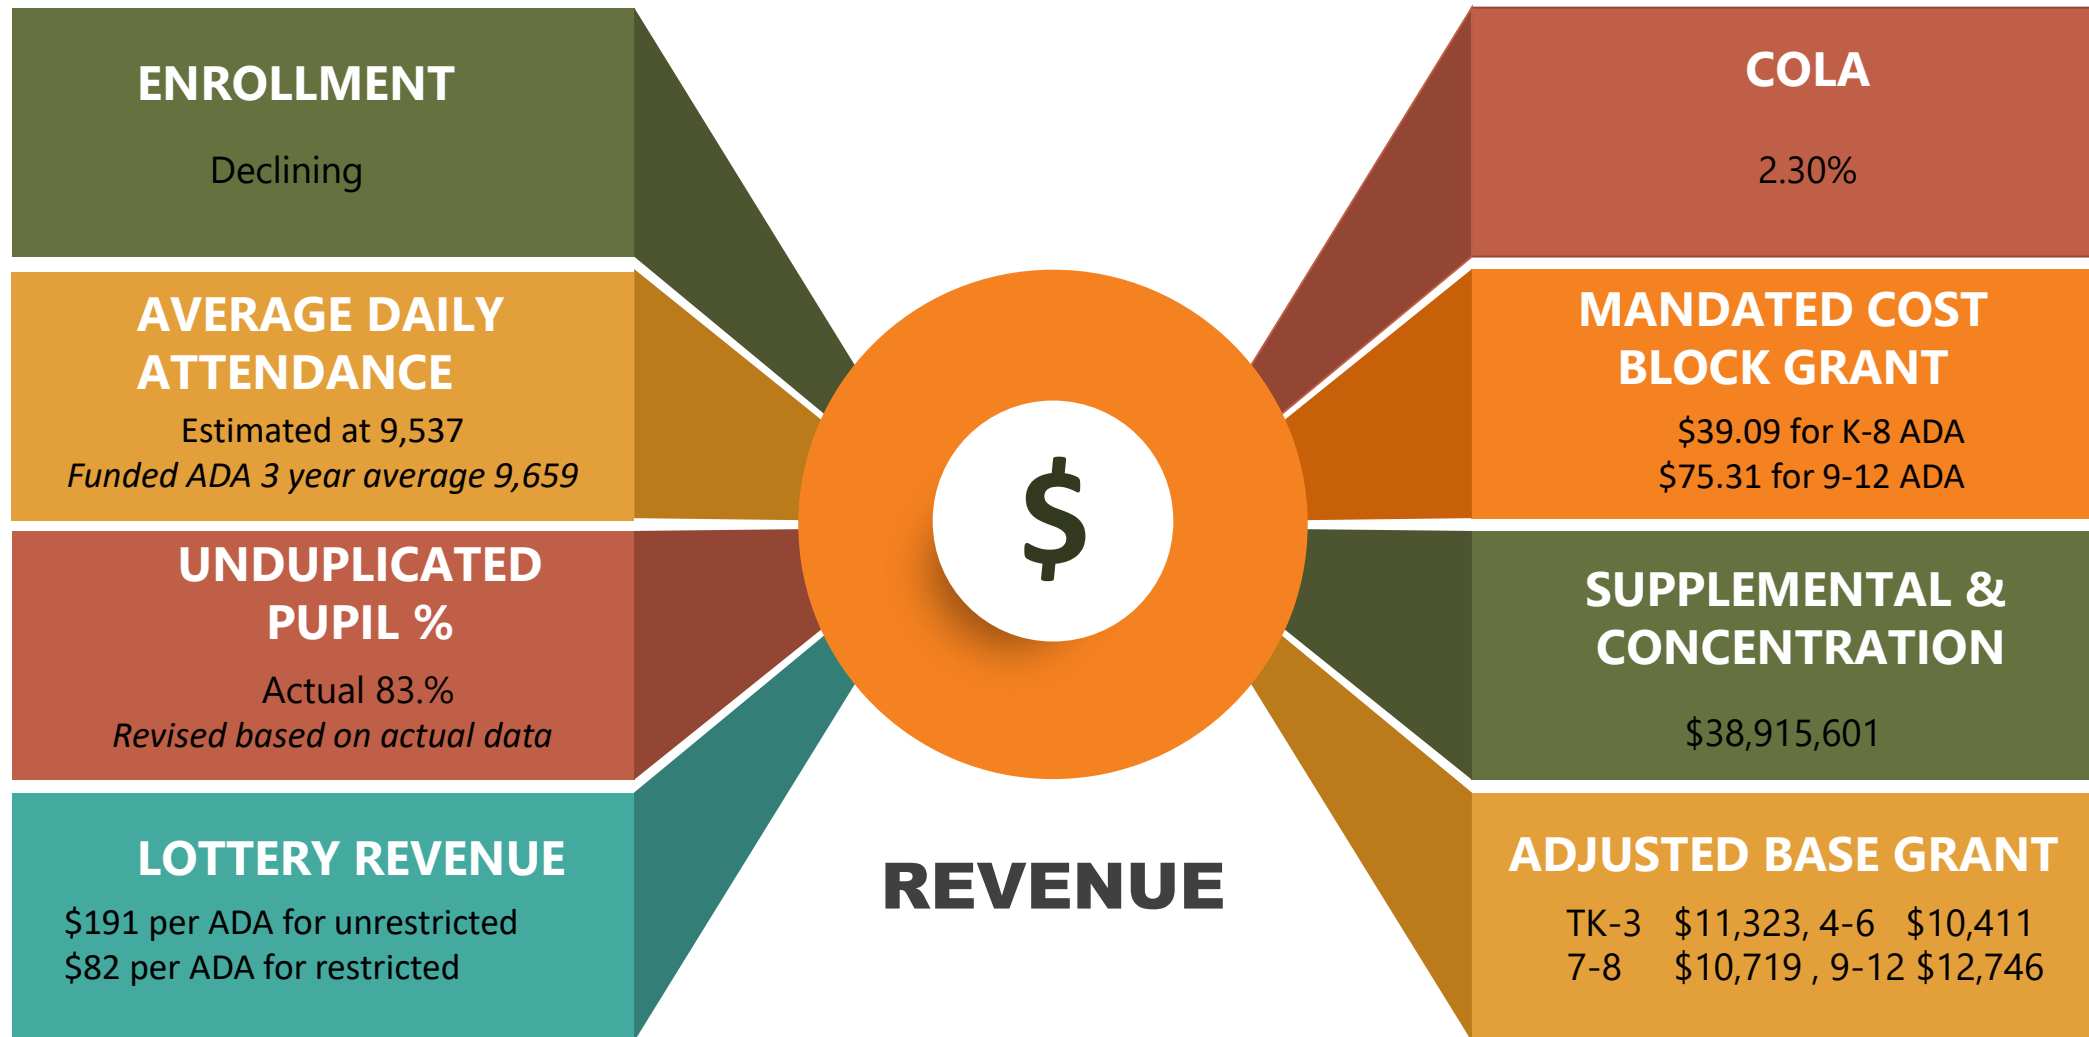 ENROLLMENT
Declining
AVERAGE DAILY
ATTENDANCE
Estimated at 9,537
Funded ADA 3 year average 9,659
UNDUPLICATED
PUPIL %
Actual 83.%
Revised based on actual data
LOTTERY REVENUE
$191 per ADA for unrestricted
$82 per ADA for restricted
$
REVENUE
COLA
2.30%
MANDATED COST
BLOCK GRANT
$39.09 for K-8 ADA
$75.31 for 9-12 ADA
SUPPLEMENTAL &
CONCENTRATION
$38,915,601
ADJUSTED BASE GRANT
TK-3 $11,323, 4-6 $10,411
7-8 $10,719 , 9-12 $12,746